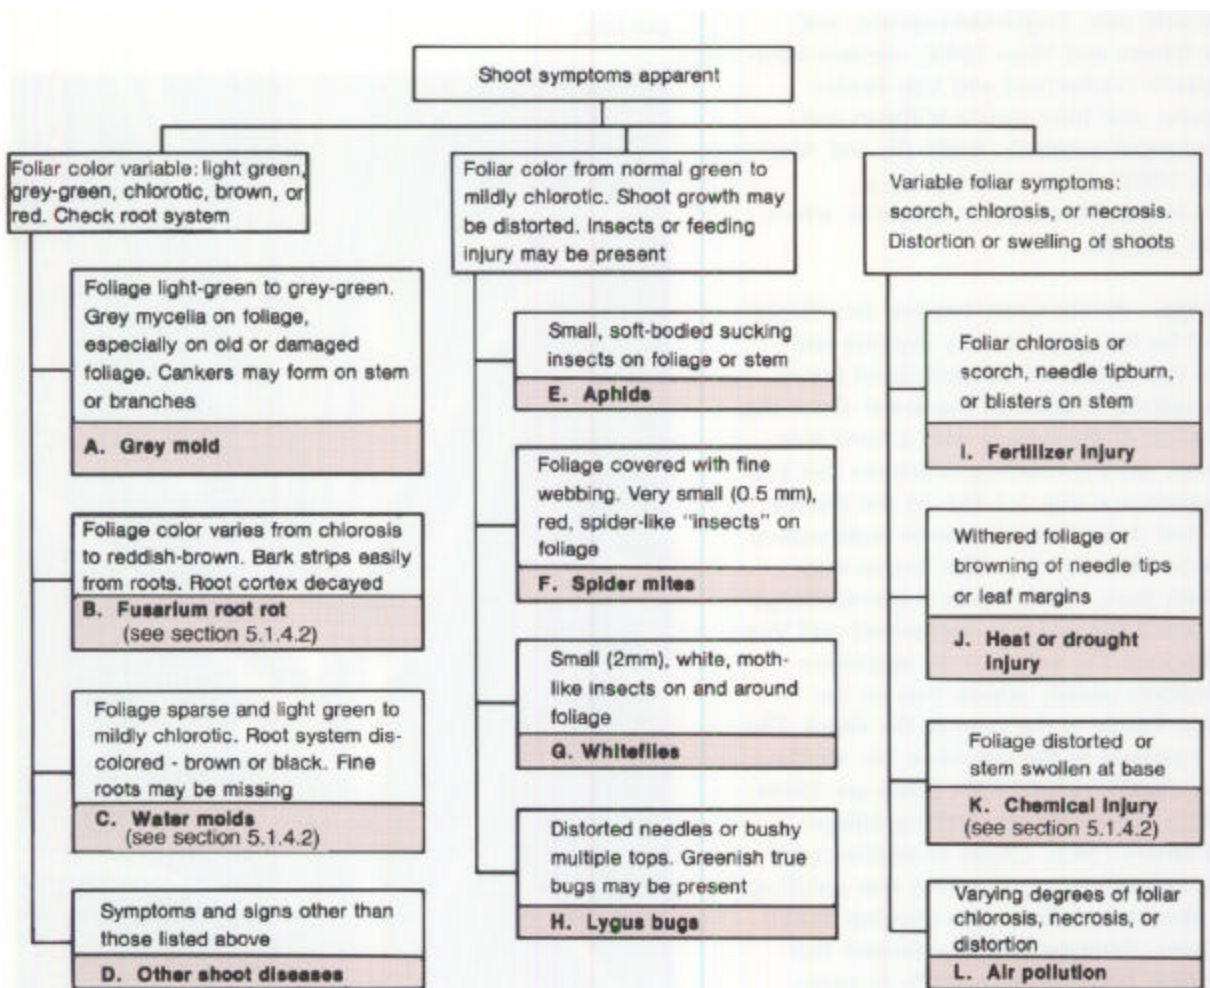 Shoot symptoms apparent
Foliar color variable: light green,
grey-green, chlorotic, brown, or
red. Check root system
Foliage light-green to grey-green.
Grey mycelia on foliage,
especially on old or damaged
foliage. Cankers may form on stem
or branches
A. Grey mold
Foliage color varies from chlorosis
to reddish-brown. Bark strips easily
from roots. Root cortex decayed
B. Fusarium root rot
(see section 5.1.4.2)
Foliage sparse and light green to
mildly chlorotic. Root system dis-
colored - brown or black. Fine
roots may be missing
C. Water molds
(see section 5.1.4.2)
Symptoms and signs other than
those listed above
D. Other shoot diseases
Foliar color from normal green to
mildly chlorotic. Shoot growth may
be distorted. Insects or feeding
injury may be present
Small, soft-bodied sucking
insects on foliage or stem
E. Aphids
Foliage covered with fine
webbing. Very small (0.5 mm),
red, spider-like "insects" on
foliage
F. Spider mites
Small (2mm), white, moth-
like insects on and around
foliage
G. Whiteflies
Distorted needles or bushy
multiple tops. Greenish true
bugs may be present
H. Lygus bugs
Variable foliar symptoms:
scorch, chlorosis, or necrosis.
Distortion or swelling of shoots
Foliar chlorosis or
scorch, needle tipburn,
or blisters on stem
I. Fertilizer Injury
Withered foliage or
browning of needle tips
or leaf margins
J. Heat or drought
Injury
Foliage distorted or
stem swollen at base
K. Chemical Injury
(see section 5.1.4.2)
Varying degrees of foliar
chlorosis, necrosis, or
distortion
L. Air pollution